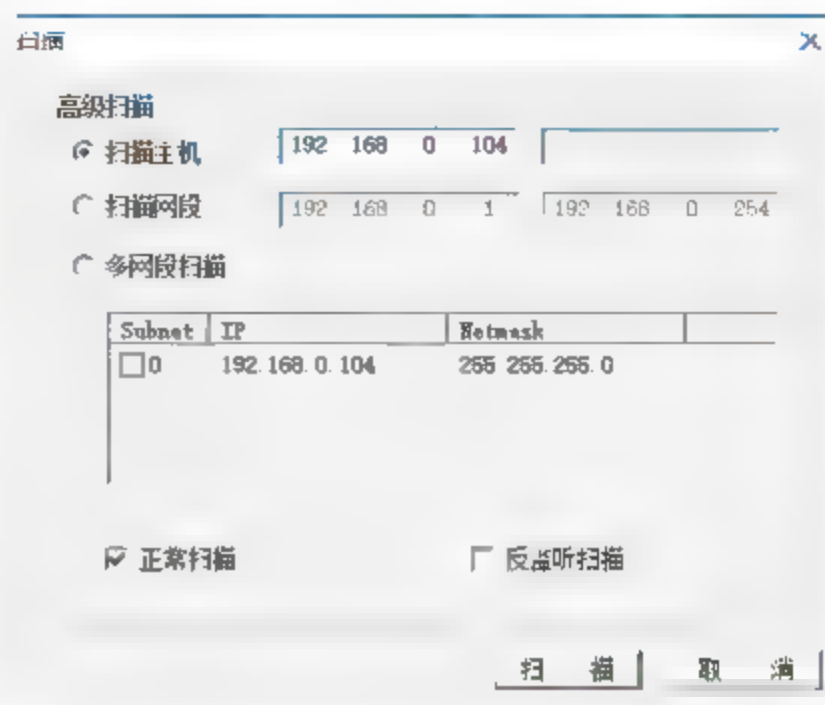 扫描
高级扫描
扫描主机 192 168 0 104
扫描网段 192 168 0 1 192 168 0 254
多网段扫描
Subnet IP Netmask
0 192.168.0.104 255 255.255.0
正常扫描 反监听扫描
扫 描 取 消